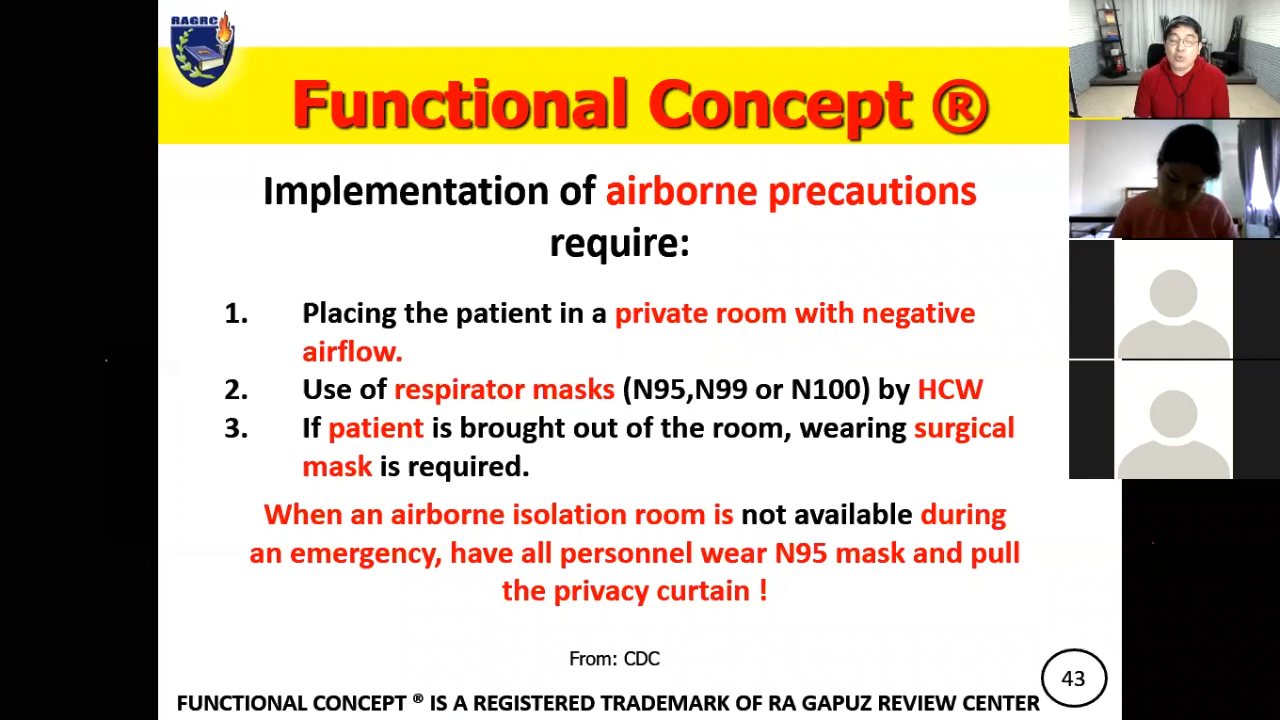 RAGRC
Functional Concept ®
Implementation of airborne precautions
require:
1. Placing the patient in a private room with negative
airflow.
2. Use of respirator masks (N95,N99 or N100) by HCW
3. If patient is brought out of the room, wearing surgical
mask is required.
When an airborne isolation room is not available during
an emergency, have all personnel wear N95 mask and pull
the privacy curtain !
From: CDC
43
FUNCTIONAL CONCEPT ® IS A REGISTERED TRADEMARK OF RA GAPUZ REVIEW CENTER